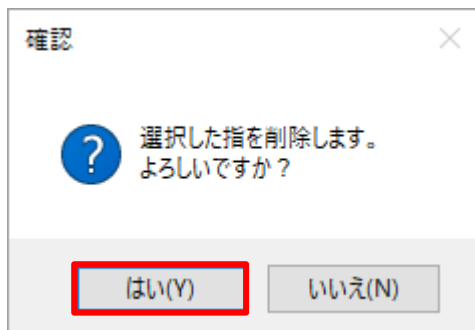 確認
選択した指を削除します。
よろしいですか？
はい(Y)
いいえ(N)